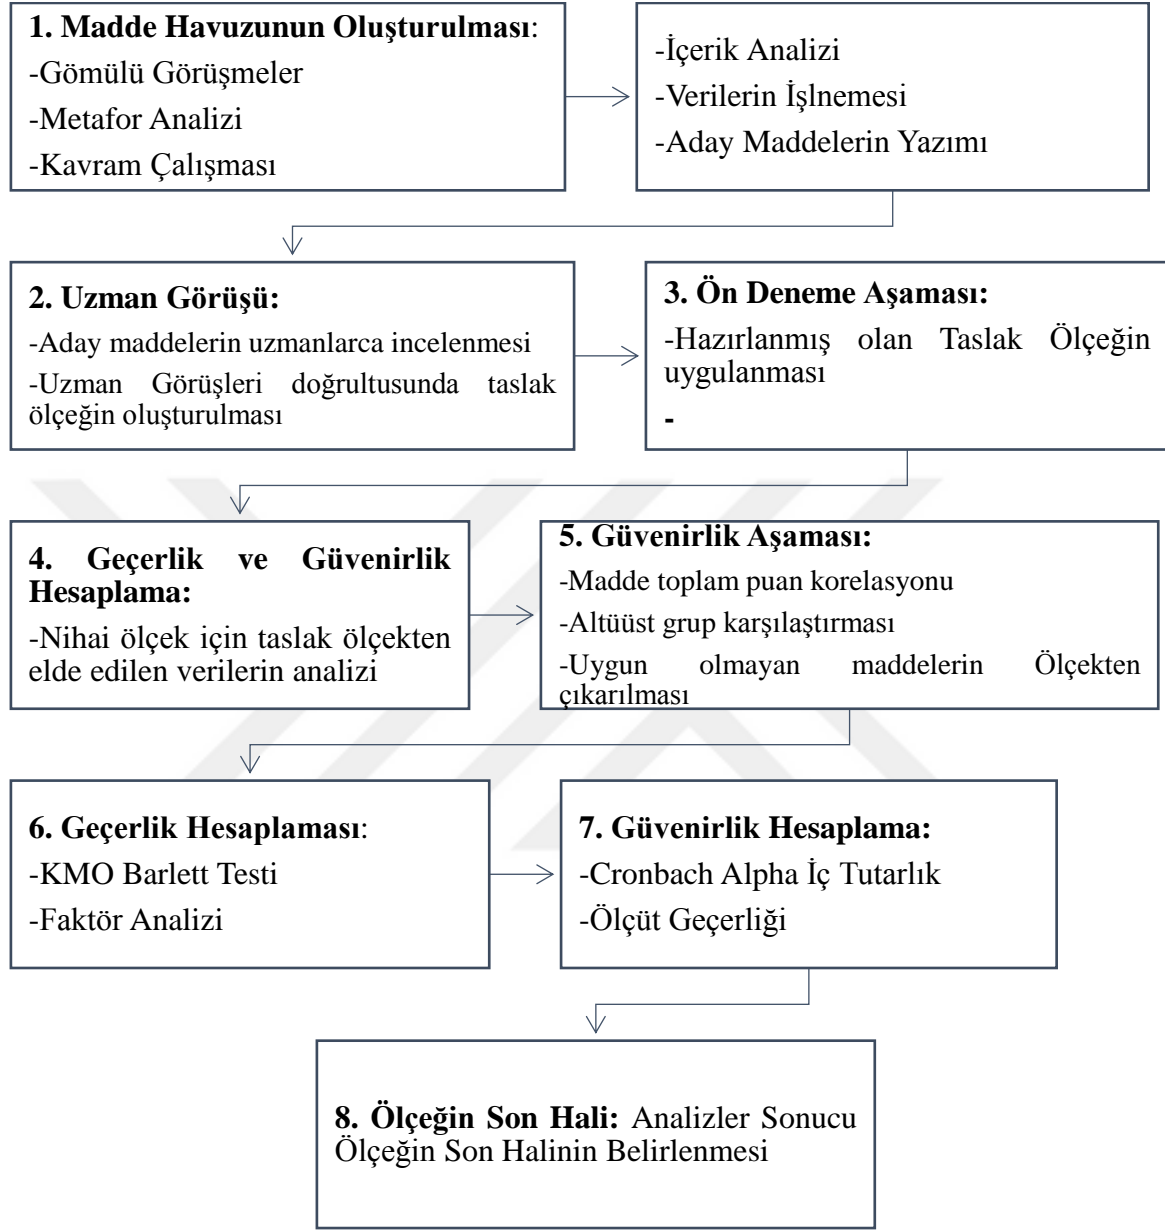 1. Madde Havuzunun Oluşturulması:
-Gömülü Görüşmeler
-Metafor Analizi
-Kavram Çalışması
-İçerik Analizi
-Verilerin İşlnemesi
-Aday Maddelerin Yazımı
2. Uzman Görüşü:
-Aday maddelerin uzmanlarca incelenmesi
-Uzman Görüşleri doğrultusunda taslak
ölçeğin oluşturulması
3. Ön Deneme Aşaması:
-Hazırlanmış olan Taslak Ölçeğin
uygulanması
-
4. Geçerlik ve Güvenirlik
Hesaplama:
-Nihai ölçek için taslak ölçekten
elde edilen verilerin analizi
5. Güvenirlik Aşaması:
-Madde toplam puan korelasyonu
-Altüüst grup karşılaştırması
-Uygun olmayan maddelerin Ölçekten
çıkarılması
6. Geçerlik Hesaplaması:
-KMO Barlett Testi
-Faktör Analizi
7. Güvenirlik Hesaplama:
-Cronbach Alpha İç Tutarlık
-Ölçüt Geçerliği
8. Ölçeğin Son Hali: Analizler Sonucu
Ölçeğin Son Halinin Belirlenmesi